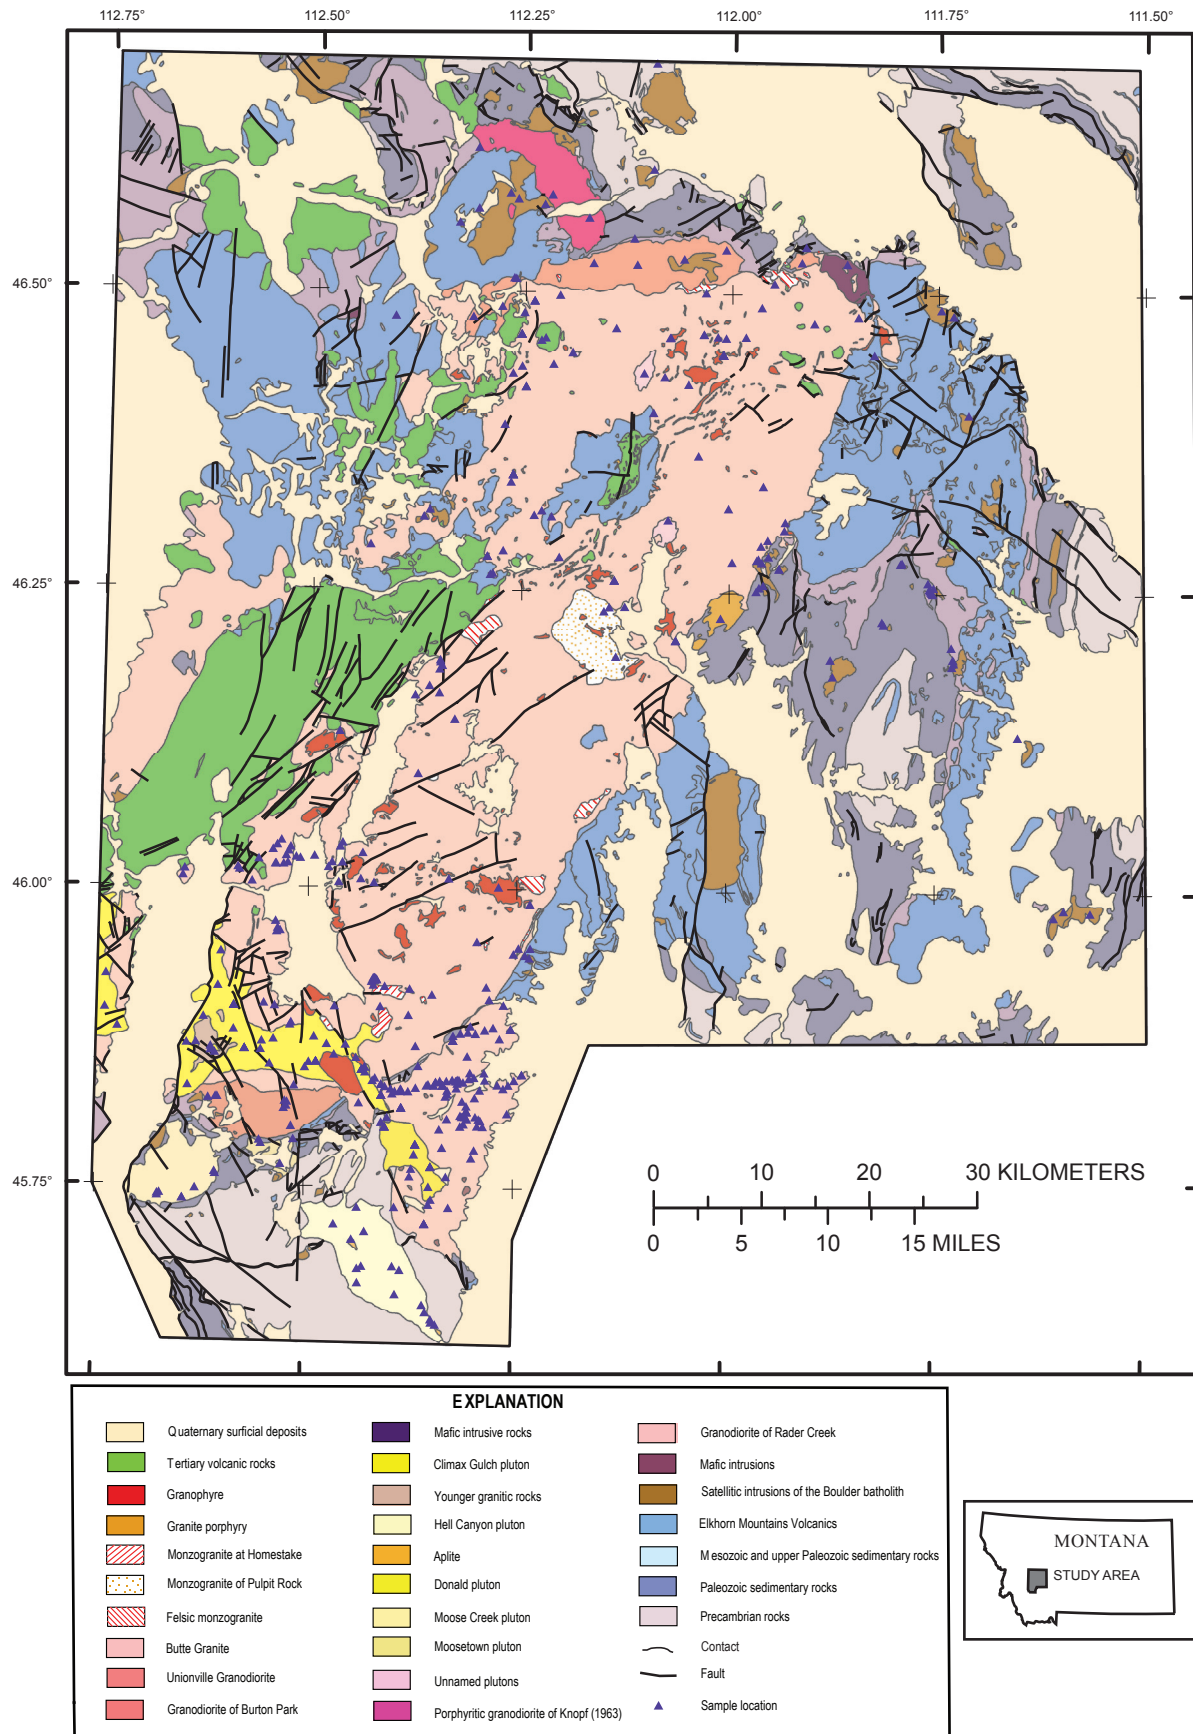 112.75° 112.50° 112.25° 112.00° 111.75° 111.50°
46.50°
46.25°
46.00°
45.75°
0 10 20 30 KILOMETERS
0 5 10 15 MILES
EXPLANATION
Quaternary surficial deposits
Tertiary volcanic rocks
Granophyre
Granite porphyry
Monzogranite at Homestake
Monzogranite of Pulpit Rock
Felsic monzogranite
Butte Granite
Unionville Granodiorite
Granodiorite of Burton Park
Mafic intrusive rocks
Climax Gulch pluton
Younger granitic rocks
Hell Canyon pluton
Aplite
Donald pluton
Moose Creek pluton
Moosetown pluton
Unnamed plutons
Porphyritic granodiorite of Knopf (1963)
Granodiorite of Rader Creek
Mafic intrusions
Satellitic intrusions of the Boulder batholith
Elkhorn Mountains Volcanics
Mesozoic and upper Paleozoic sedimentary rocks
Paleozoic sedimentary rocks
Precambrian rocks
Contact
Fault
Sample location
MONTANA
STUDY AREA